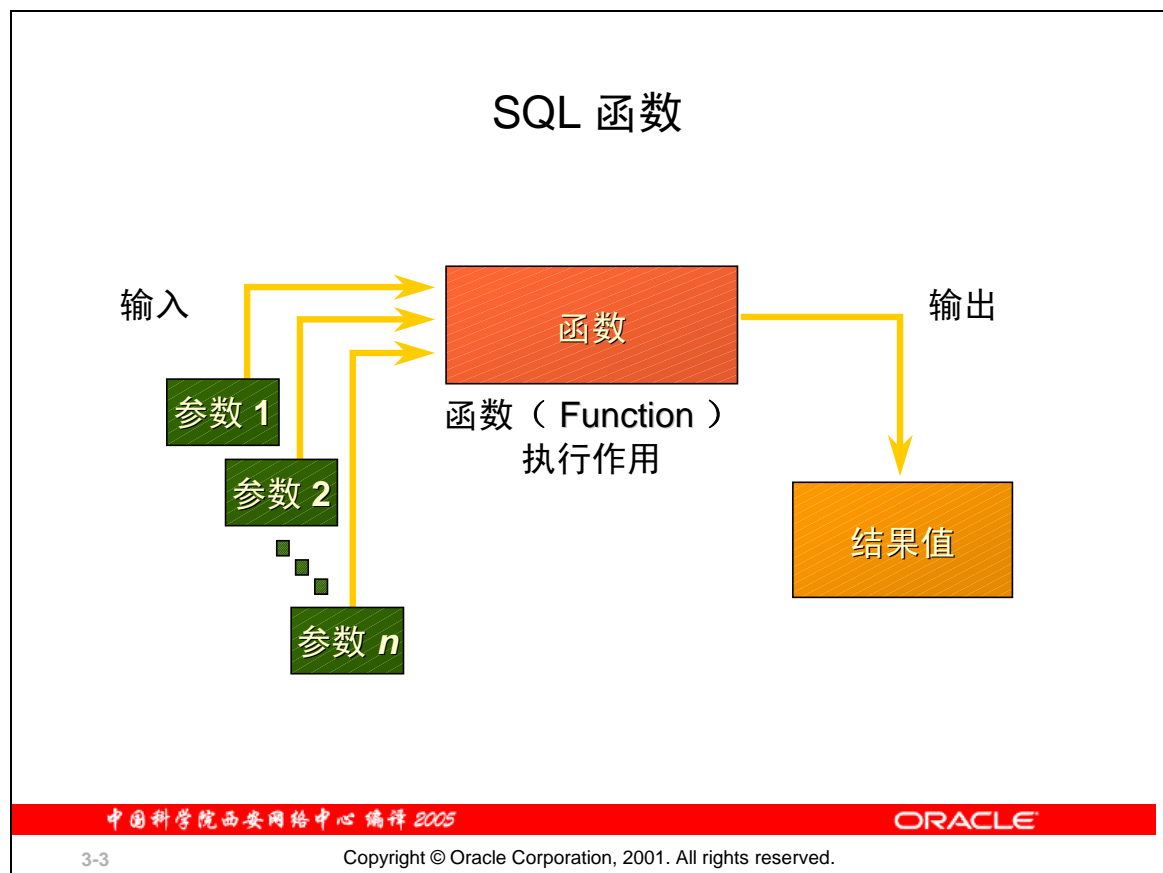 SQL 函数
输入
函数
输出
参数 1
函数（ Function ）
执行作用
参数 2
结果值
参数 n
中国科学院西安网络中心 编译 2005
ORACLE
3-3
Copyright © Oracle Corporation, 2001. All rights reserved.